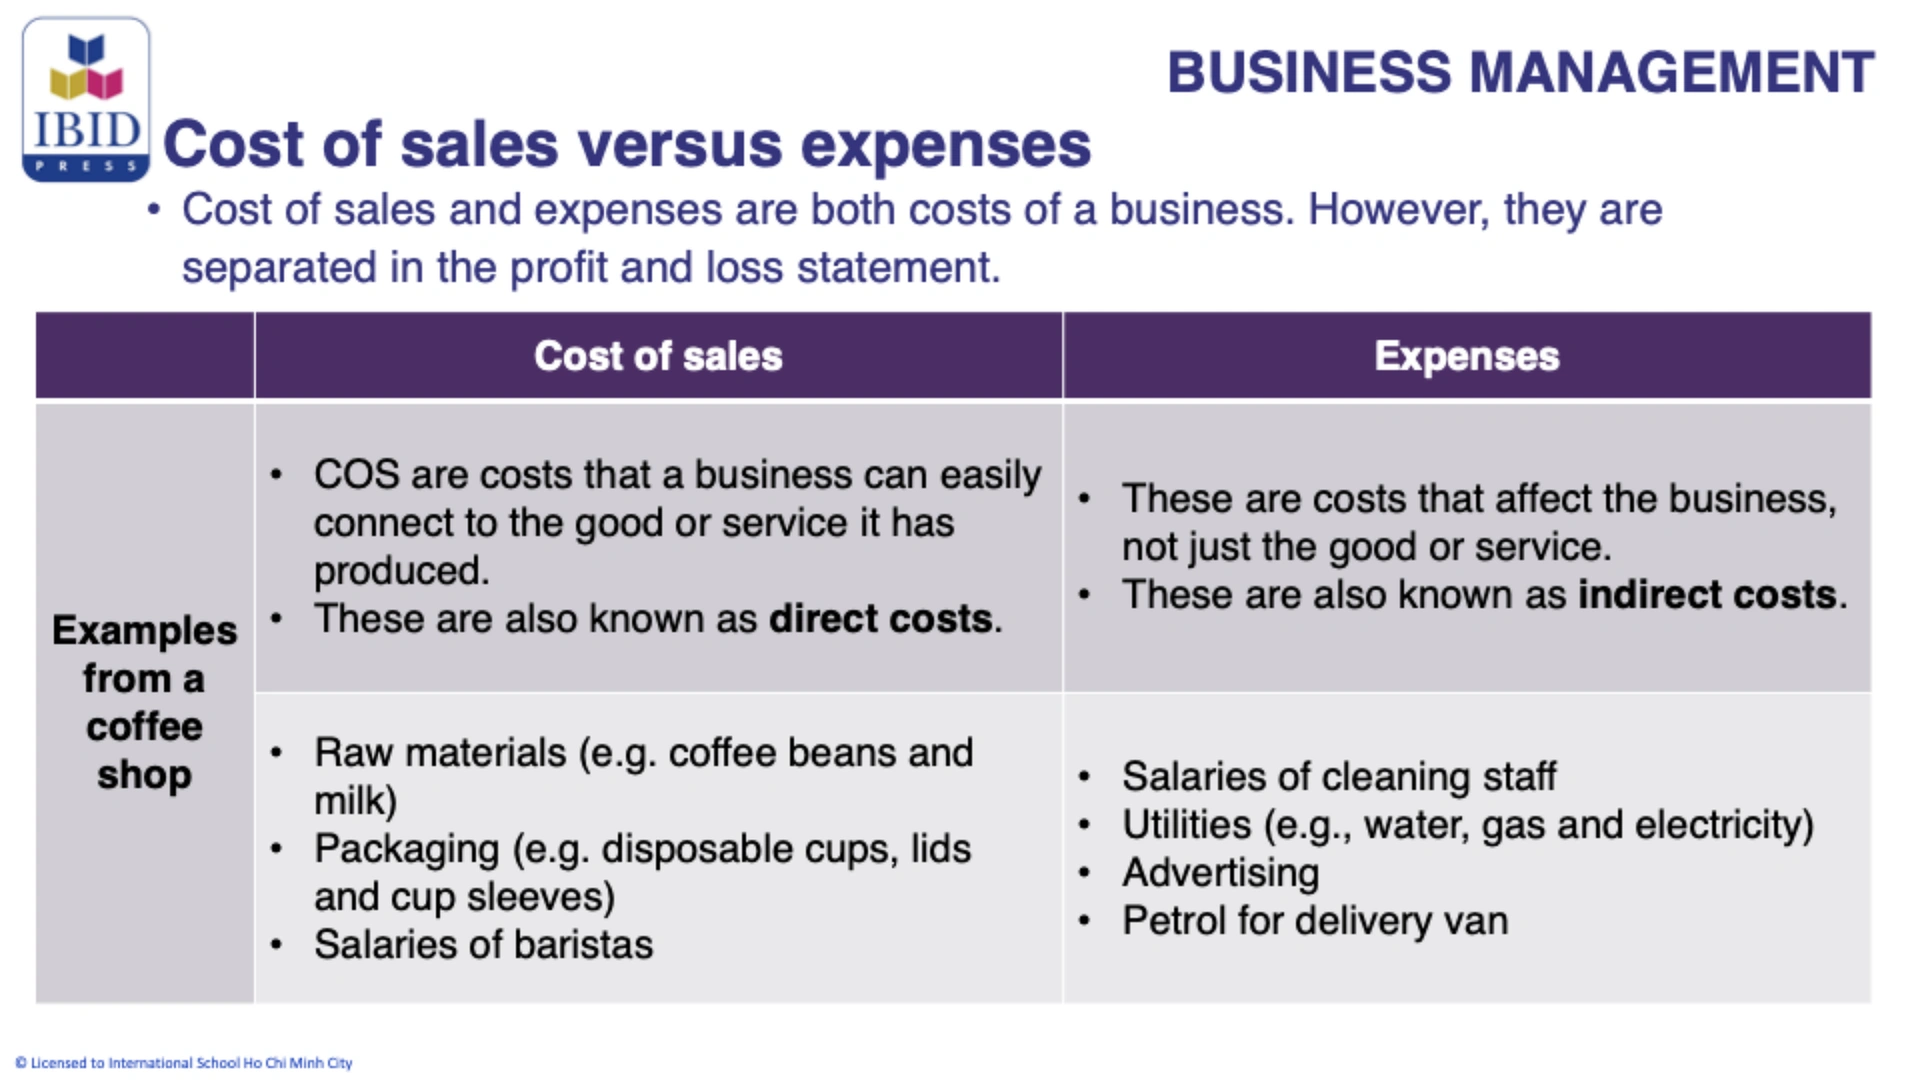 IBID
PRESS
BUSINESS MANAGEMENT
Cost of sales versus expenses
• Cost of sales and expenses are both costs of a business. However, they are
separated in the profit and loss statement.
Cost of sales
Expenses
Examples
from a
coffee
shop
• COS are costs that a business can easily
connect to the good or service it has
produced.
• These are also known as direct costs.
• These are costs that affect the business,
not just the good or service.
• These are also known as indirect costs.
• Raw materials (e.g. coffee beans and
milk)
• Packaging (e.g. disposable cups, lids
and cup sleeves)
• Salaries of baristas
• Salaries of cleaning staff
• Utilities (e.g., water, gas and electricity)
• Advertising
• Petrol for delivery van
© Licensed to International School Ho Chi Minh City